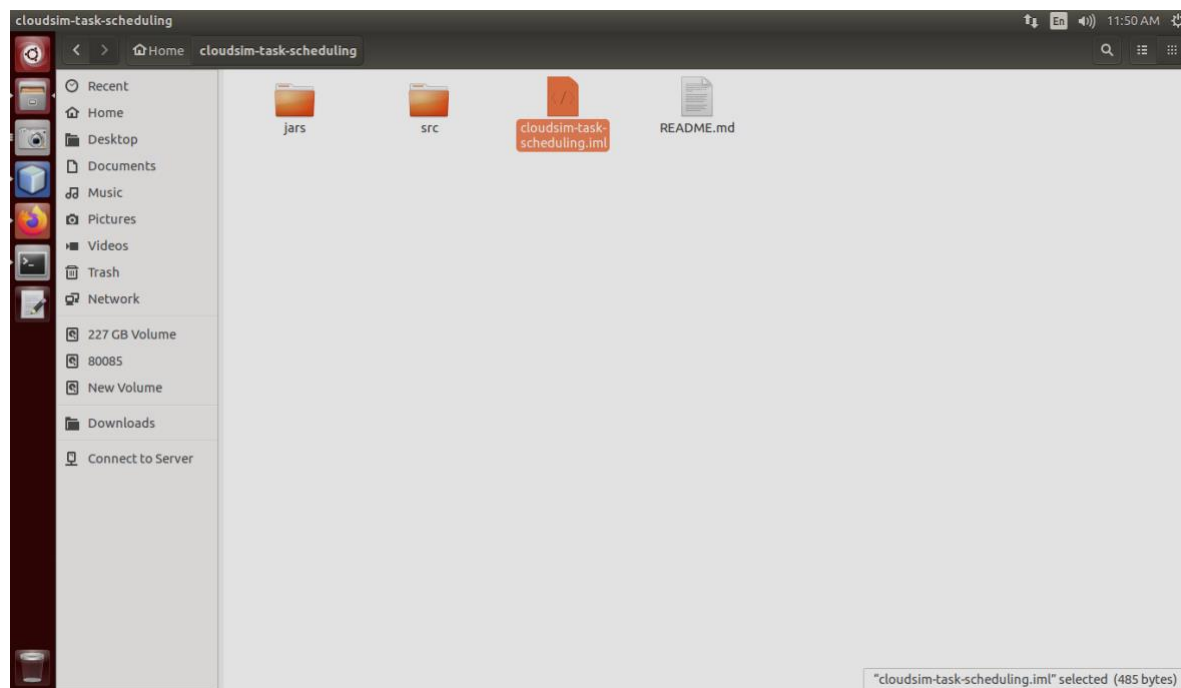 cloudsim-task-scheduling
En
11:50 AM
Home
cloudsim-task-scheduling
Recent
Home
Desktop
Documents
Music
Pictures
Videos
Trash
Network
227 GB Volume
80085
New Volume
Downloads
Connect to Server
jars
src
cloudsim-task-
scheduling.iml
README.md
"cloudsim-task-scheduling.iml" selected (485 bytes)